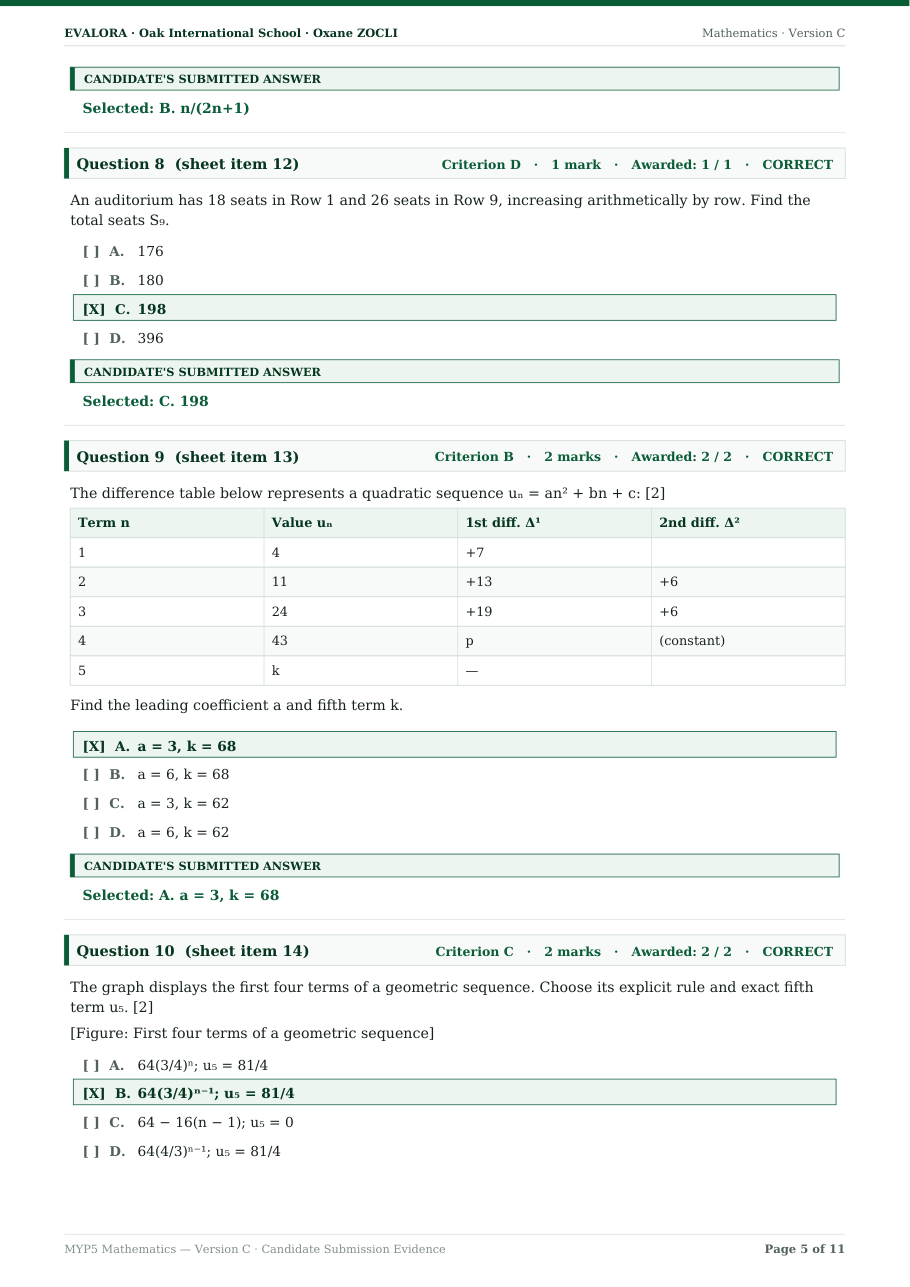 EVALORA · Oak International School · Oxane ZOCLI
Mathematics · Version C
CANDIDATE'S SUBMITTED ANSWER
Selected: B. n/(2n+1)
Question 8 (sheet item 12)
Criterion D · 1 mark · Awarded: 1 / 1 · CORRECT
An auditorium has 18 seats in Row 1 and 26 seats in Row 9, increasing arithmetically by row. Find the
total seats S₉.
[ ] A. 176
[ ] B. 180
[X] C. 198
[ ] D. 396
CANDIDATE'S SUBMITTED ANSWER
Selected: C. 198
Question 9 (sheet item 13)
Criterion B · 2 marks · Awarded: 2 / 2 · CORRECT
The difference table below represents a quadratic sequence uₙ = an² + bn + c: [2]
Term n Value uₙ 1st diff. Δ¹ 2nd diff. Δ²
1 4 +7
2 11 +13 +6
3 24 +19 +6
4 43 p (constant)
5 k —
Find the leading coefficient a and fifth term k.
[X] A. a = 3, k = 68
[ ] B. a = 6, k = 68
[ ] C. a = 3, k = 62
[ ] D. a = 6, k = 62
CANDIDATE'S SUBMITTED ANSWER
Selected: A. a = 3, k = 68
Question 10 (sheet item 14)
Criterion C · 2 marks · Awarded: 2 / 2 · CORRECT
The graph displays the first four terms of a geometric sequence. Choose its explicit rule and exact fifth
term u₅. [2]
[Figure: First four terms of a geometric sequence]
[ ] A. 64(3/4)ⁿ; u₅ = 81/4
[X] B. 64(3/4)ⁿ⁻¹; u₅ = 81/4
[ ] C. 64 − 16(n − 1); u₅ = 0
[ ] D. 64(4/3)ⁿ⁻¹; u₅ = 81/4
MYP5 Mathematics — Version C · Candidate Submission Evidence
Page 5 of 11